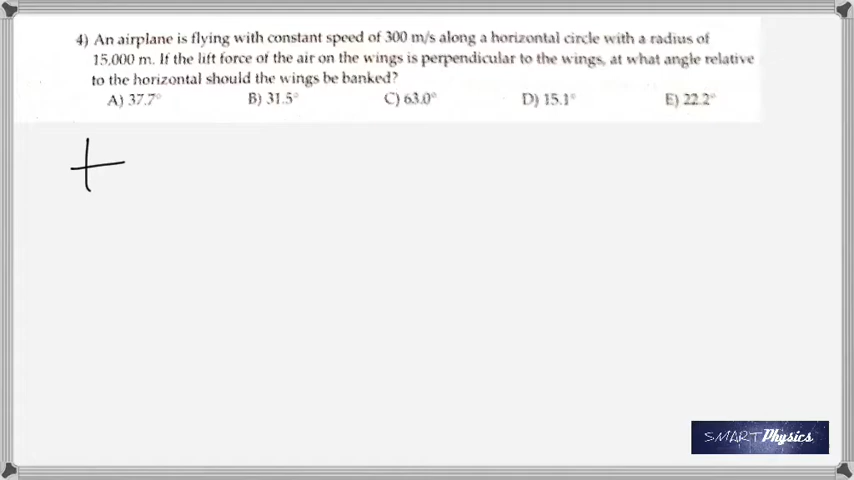 4) An airplane is flying with constant speed of 300 m/s along a horizontal circle with a radius of
15,000 m. If the lift force of the air on the wings is perpendicular to the wings, at what angle relative
to the horizontal should the wings be banked?
A) 37.7° B) 31.5° C) 63.0° D) 15.1° E) 22.2°
SMART Physics